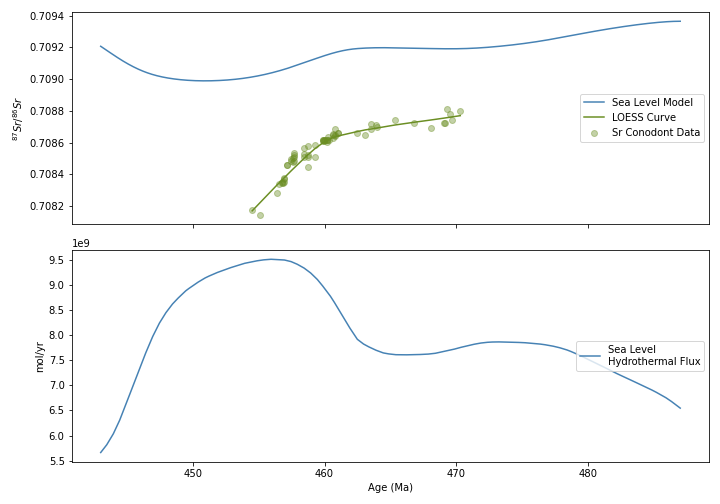 0.7094
0.7092
0.7090
0.7088
0.7086
0.7084
0.7082
⁸⁷Sr/⁸⁶Sr
Sea Level Model
LOESS Curve
Sr Conodont Data
1e9
9.5
9.0
8.5
8.0
7.5
7.0
6.5
6.0
5.5
mol/yr
Sea Level
Hydrothermal Flux
450
460
470
480
Age (Ma)